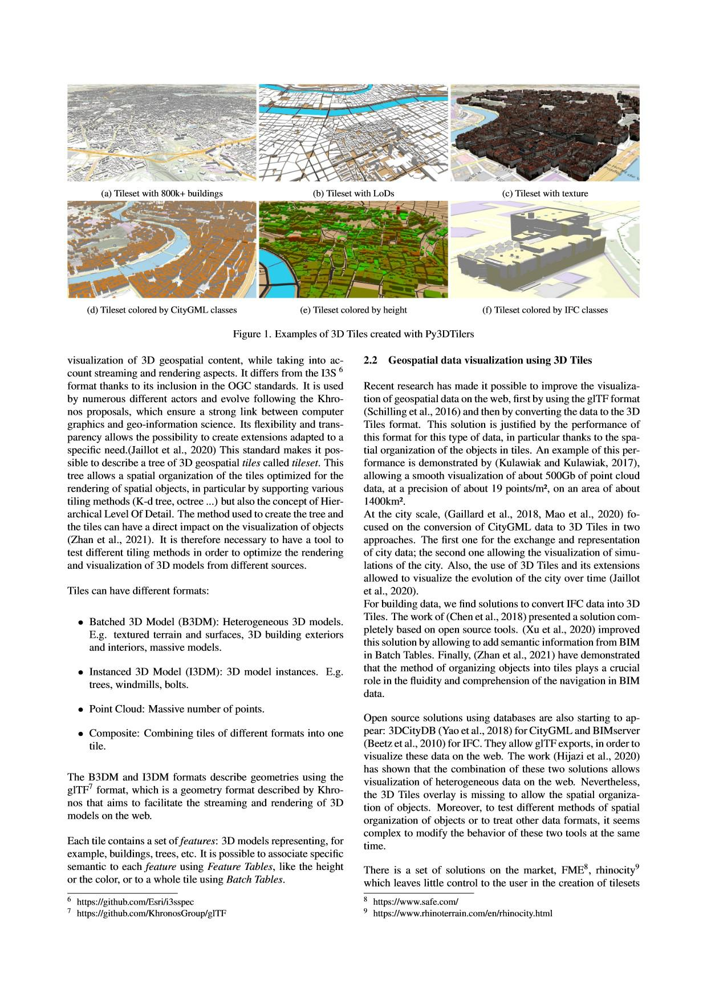 (a) Tileset with 800k+ buildings
(b) Tileset with LoDs
(c) Tileset with texture
(d) Tileset colored by CityGML classes
(e) Tileset colored by height
(f) Tileset colored by IFC classes
Figure 1. Examples of 3D Tiles created with Py3DTilers
visualization of 3D geospatial content, while taking into ac-
count streaming and rendering aspects. It differs from the I3S 6
format thanks to its inclusion in the OGC standards. It is used
by numerous different actors and evolve following the Khro-
nos proposals, which ensure a strong link between computer
graphics and geo-information science. Its flexibility and trans-
parency allows the possibility to create extensions adapted to a
specific need.(Jaillot et al., 2020) This standard makes it pos-
sible to describe a tree of 3D geospatial tiles called tileset. This
tree allows a spatial organization of the tiles optimized for the
rendering of spatial objects, in particular by supporting various
tiling methods (K-d tree, octree ...) but also the concept of Hier-
archical Level Of Detail. The method used to create the tree and
the tiles can have a direct impact on the visualization of objects
(Zhan et al., 2021). It is therefore necessary to have a tool to
test different tiling methods in order to optimize the rendering
and visualization of 3D models from different sources.
Tiles can have different formats:
• Batched 3D Model (B3DM): Heterogeneous 3D models.
E.g. textured terrain and surfaces, 3D building exteriors
and interiors, massive models.
• Instanced 3D Model (I3DM): 3D model instances. E.g.
trees, windmills, bolts.
• Point Cloud: Massive number of points.
• Composite: Combining tiles of different formats into one
tile.
The B3DM and I3DM formats describe geometries using the
glTF7 format, which is a geometry format described by Khro-
nos that aims to facilitate the streaming and rendering of 3D
models on the web.
Each tile contains a set of features: 3D models representing, for
example, buildings, trees, etc. It is possible to associate specific
semantic to each feature using Feature Tables, like the height
or the color, or to a whole tile using Batch Tables.
6 https://github.com/Esri/i3sspec
7 https://github.com/KhronosGroup/glTF
2.2 Geospatial data visualization using 3D Tiles
Recent research has made it possible to improve the visualiza-
tion of geospatial data on the web, first by using the glTF format
(Schilling et al., 2016) and then by converting the data to the 3D
Tiles format. This solution is justified by the performance of
this format for this type of data, in particular thanks to the spa-
tial organization of the objects in tiles. An example of this per-
formance is demonstrated by (Kulawiak and Kulawiak, 2017),
allowing a smooth visualization of about 500Gb of point cloud
data, at a precision of about 19 points/m², on an area of about
1400km².
At the city scale, (Gaillard et al., 2018, Mao et al., 2020) fo-
cused on the conversion of CityGML data to 3D Tiles in two
approaches. The first one for the exchange and representation
of city data; the second one allowing the visualization of simu-
lations of the city. Also, the use of 3D Tiles and its extensions
allowed to visualize the evolution of the city over time (Jaillot
et al., 2020).
For building data, we find solutions to convert IFC data into 3D
Tiles. The work of (Chen et al., 2018) presented a solution com-
pletely based on open source tools. (Xu et al., 2020) improved
this solution by allowing to add semantic information from BIM
in Batch Tables. Finally, (Zhan et al., 2021) have demonstrated
that the method of organizing objects into tiles plays a crucial
role in the fluidity and comprehension of the navigation in BIM
data.
Open source solutions using databases are also starting to ap-
pear: 3DCityDB (Yao et al., 2018) for CityGML and BIMserver
(Beetz et al., 2010) for IFC. They allow glTF exports, in order to
visualize these data on the web. The work (Hijazi et al., 2020)
has shown that the combination of these two solutions allows
visualization of heterogeneous data on the web. Nevertheless,
the 3D Tiles overlay is missing to allow the spatial organiza-
tion of objects. Moreover, to test different methods of spatial
organization of objects or to treat other data formats, it seems
complex to modify the behavior of these two tools at the same
time.
There is a set of solutions on the market, FME8, rhinocity9
which leaves little control to the user in the creation of tilesets
8 https://www.safe.com/
9 https://www.rhinoterrain.com/en/rhinocity.html